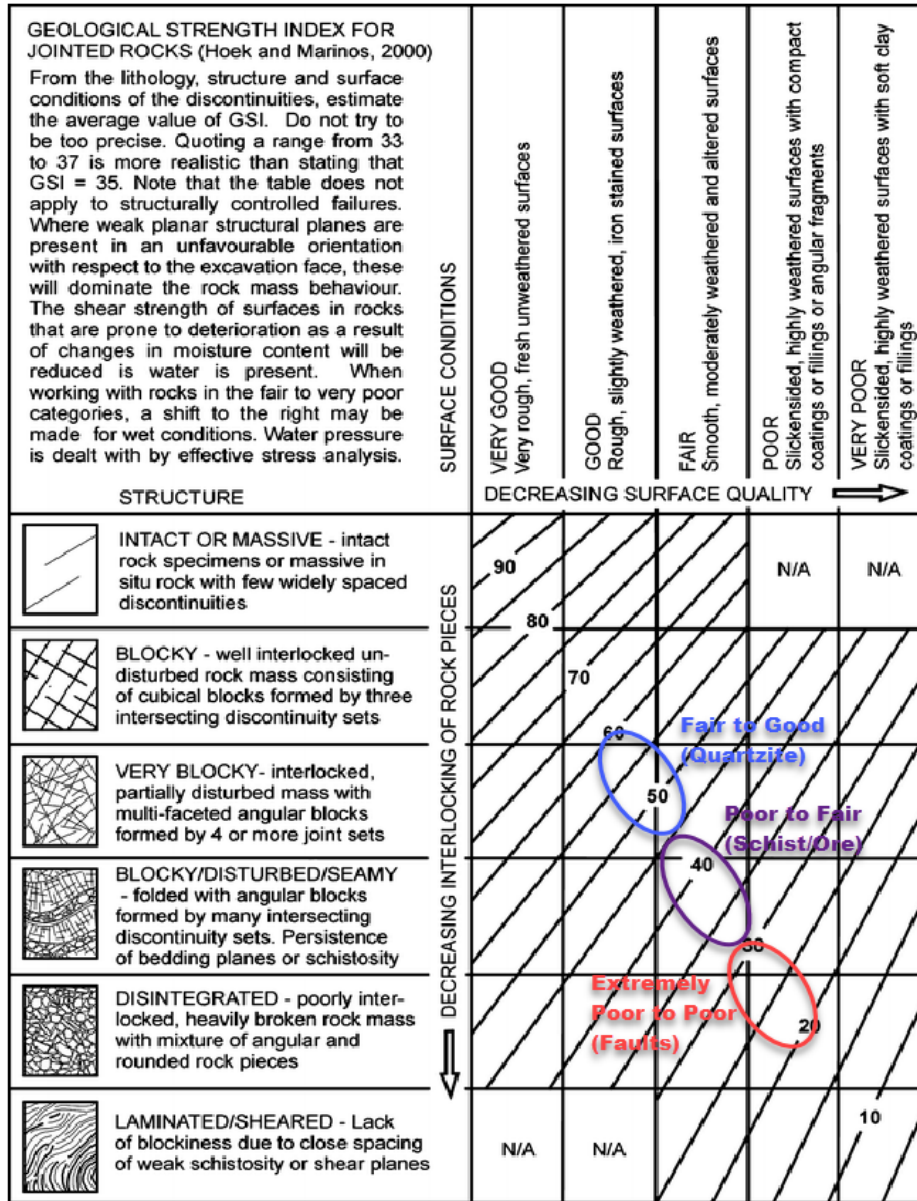 GEOLOGICAL STRENGTH INDEX FOR
JOINTED ROCKS (Hoek and Marinos, 2000)
From the lithology, structure and surface
conditions of the discontinuities, estimate
the average value of GSI. Do not try to
be too precise. Quoting a range from 33
to 37 is more realistic than stating that
GSI = 35. Note that the table does not
apply to structurally controlled failures.
Where weak planar structural planes are
present in an unfavourable orientation
with respect to the excavation face, these
will dominate the rock mass behaviour.
The shear strength of surfaces in rocks
that are prone to deterioration as a result
of changes in moisture content will be
reduced is water is present. When
working with rocks in the fair to very poor
categories, a shift to the right may be
made for wet conditions. Water pressure
is dealt with by effective stress analysis.
STRUCTURE
SURFACE CONDITIONS
VERY GOOD
Very rough, fresh unweathered surfaces
GOOD
Rough, slightly weathered, iron stained surfaces
FAIR
Smooth, moderately weathered and altered surfaces
POOR
Slickensided, highly weathered surfaces with compact
coatings or fillings or angular fragments
VERY POOR
Slickensided, highly weathered surfaces with soft clay
coatings or fillings
DECREASING SURFACE QUALITY
DECREASING INTERLOCKING OF ROCK PIECES
INTACT OR MASSIVE - intact
rock specimens or massive in
situ rock with few widely spaced
discontinuities
90
80
N/A
N/A
BLOCKY - well interlocked un-
disturbed rock mass consisting
of cubical blocks formed by three
intersecting discontinuity sets
70
60
Fair to Good
(Quartzite)
VERY BLOCKY- interlocked,
partially disturbed mass with
multi-faceted angular blocks
formed by 4 or more joint sets
50
Poor to Fair
(Schist/Ore)
BLOCKY/DISTURBED/SEAMY
- folded with angular blocks
formed by many intersecting
discontinuity sets. Persistence
of bedding planes or schistosity
40
30
DISINTEGRATED - poorly inter-
locked, heavily broken rock mass
with mixture of angular and
rounded rock pieces
Extremely
Poor to Poor
(Faults)
20
LAMINATED/SHEARED - Lack
of blockiness due to close spacing
of weak schistosity or shear planes
N/A
N/A
10